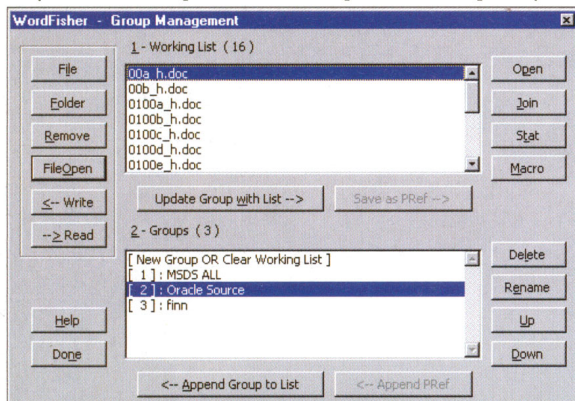 WordFisher - Group Management
1 - Working List ( 16 )
File
Folder
Remove
FileOpen
<-- Write
--> Read
00a_h.doc
00b_h.doc
0100a_h.doc
0100b_h.doc
0100c_h.doc
0100d_h.doc
0100e_h.doc
Open
Join
Stat
Macro
Update Group with List -->
Save as PRef -->
2 - Groups ( 3 )
[ New Group OR Clear Working List ]
[ 1 ] : MSDS ALL
[ 2 ] : Oracle Source
[ 3 ] : finn
Delete
Rename
Up
Down
Help
Done
<-- Append Group to List
<-- Append PRef